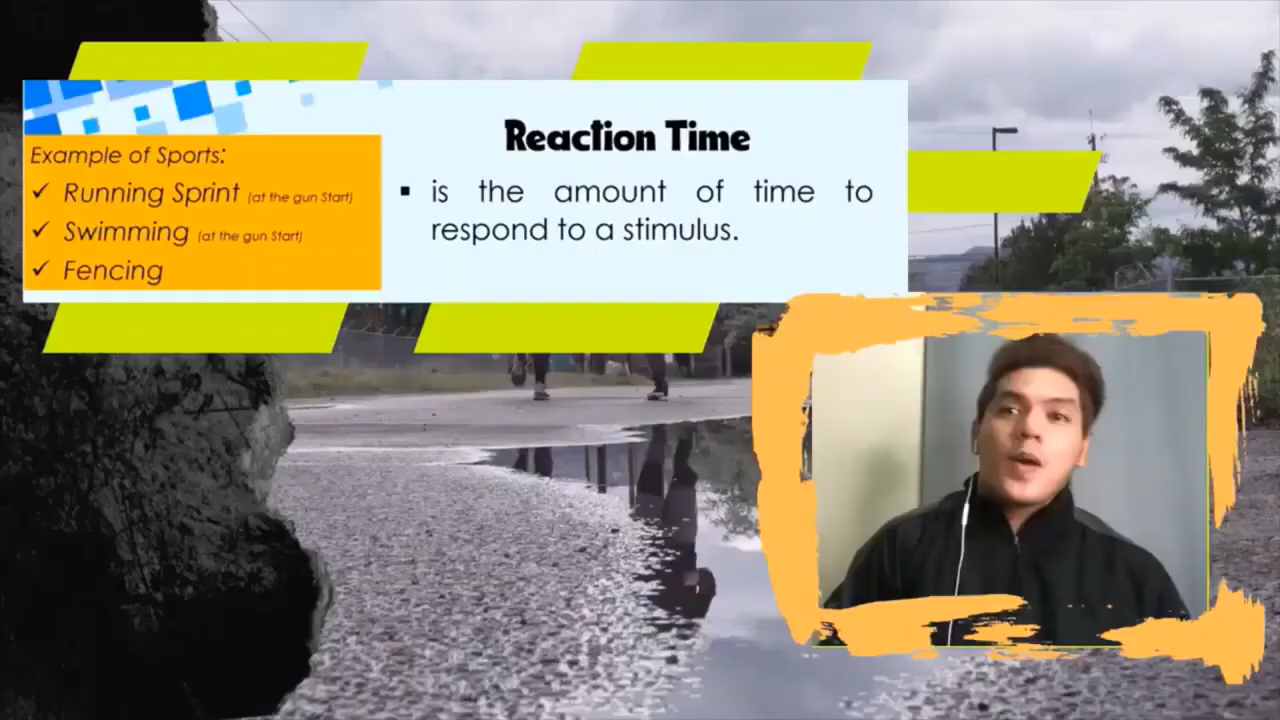 Reaction Time
Example of Sports:
✓ Running Sprint (at the gun Start)
✓ Swimming (at the gun Start)
✓ Fencing
▪ is the amount of time to
respond to a stimulus.